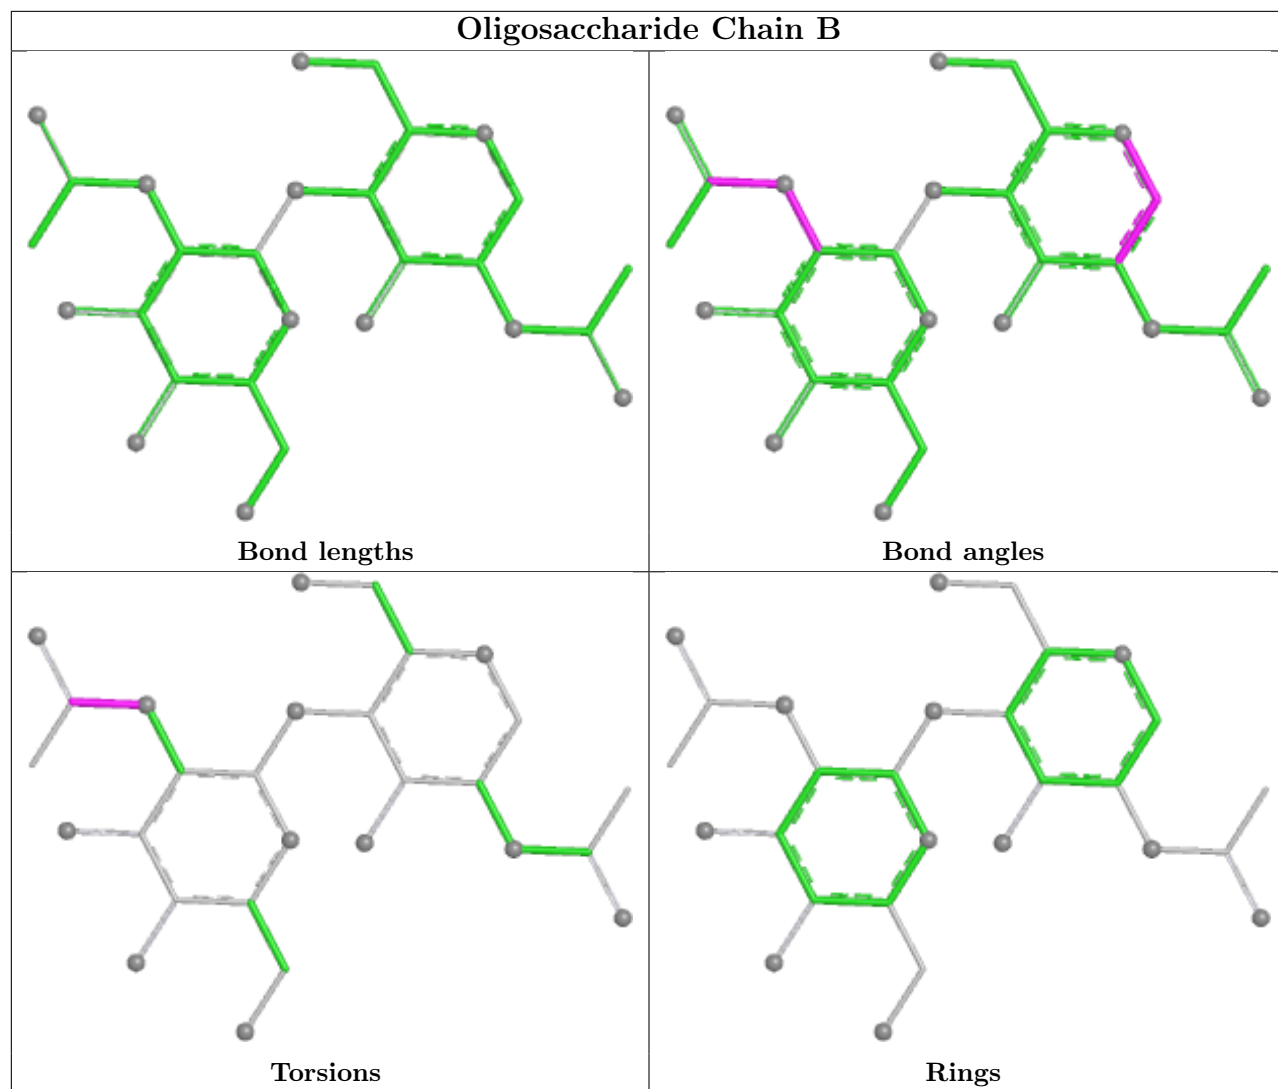 Oligosaccharide Chain B
Bond lengths
Bond angles
Torsions
Rings